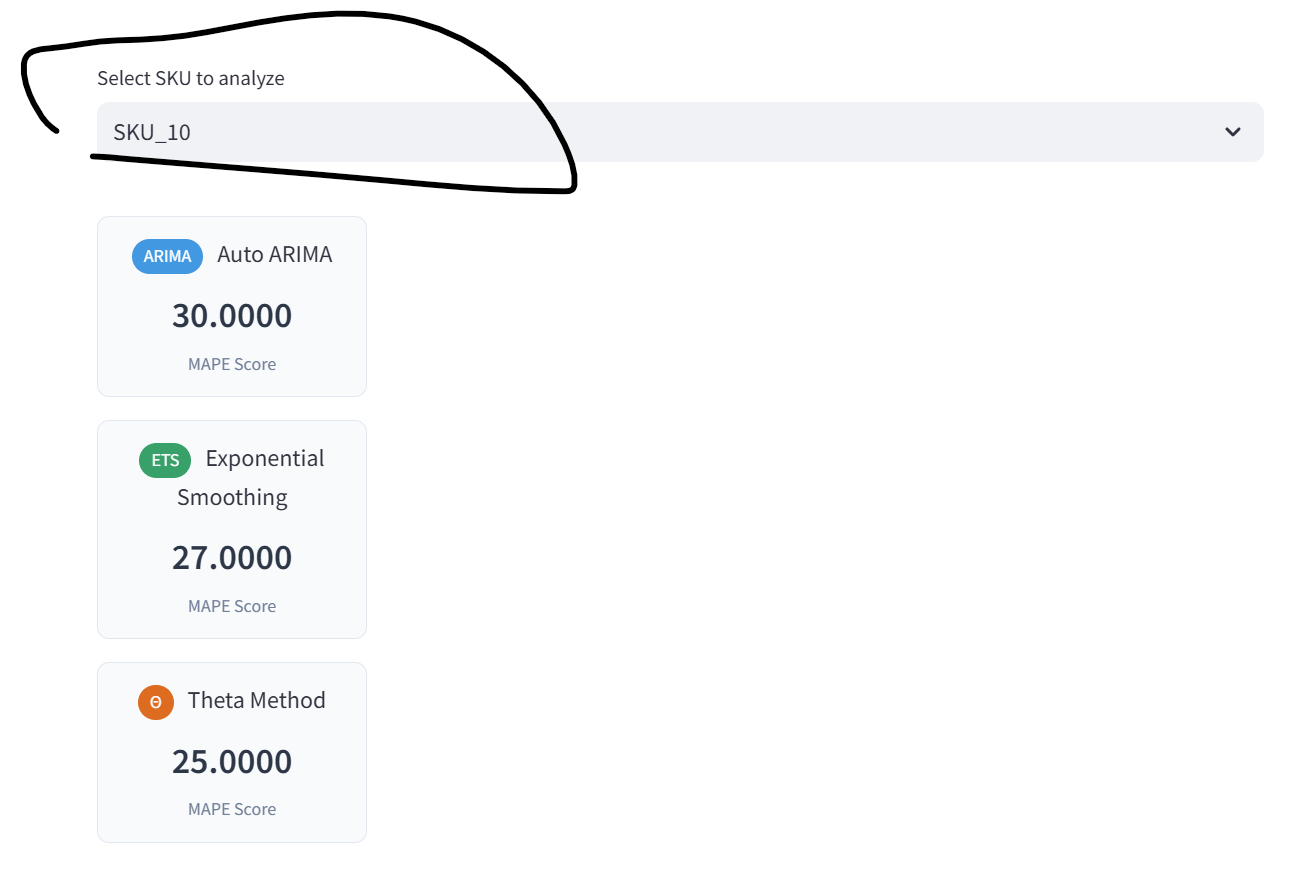 Select SKU to analyze
SKU_10
ARIMA Auto ARIMA
30.0000
MAPE Score
ETS Exponential
Smoothing
27.0000
MAPE Score
Θ Theta Method
25.0000
MAPE Score